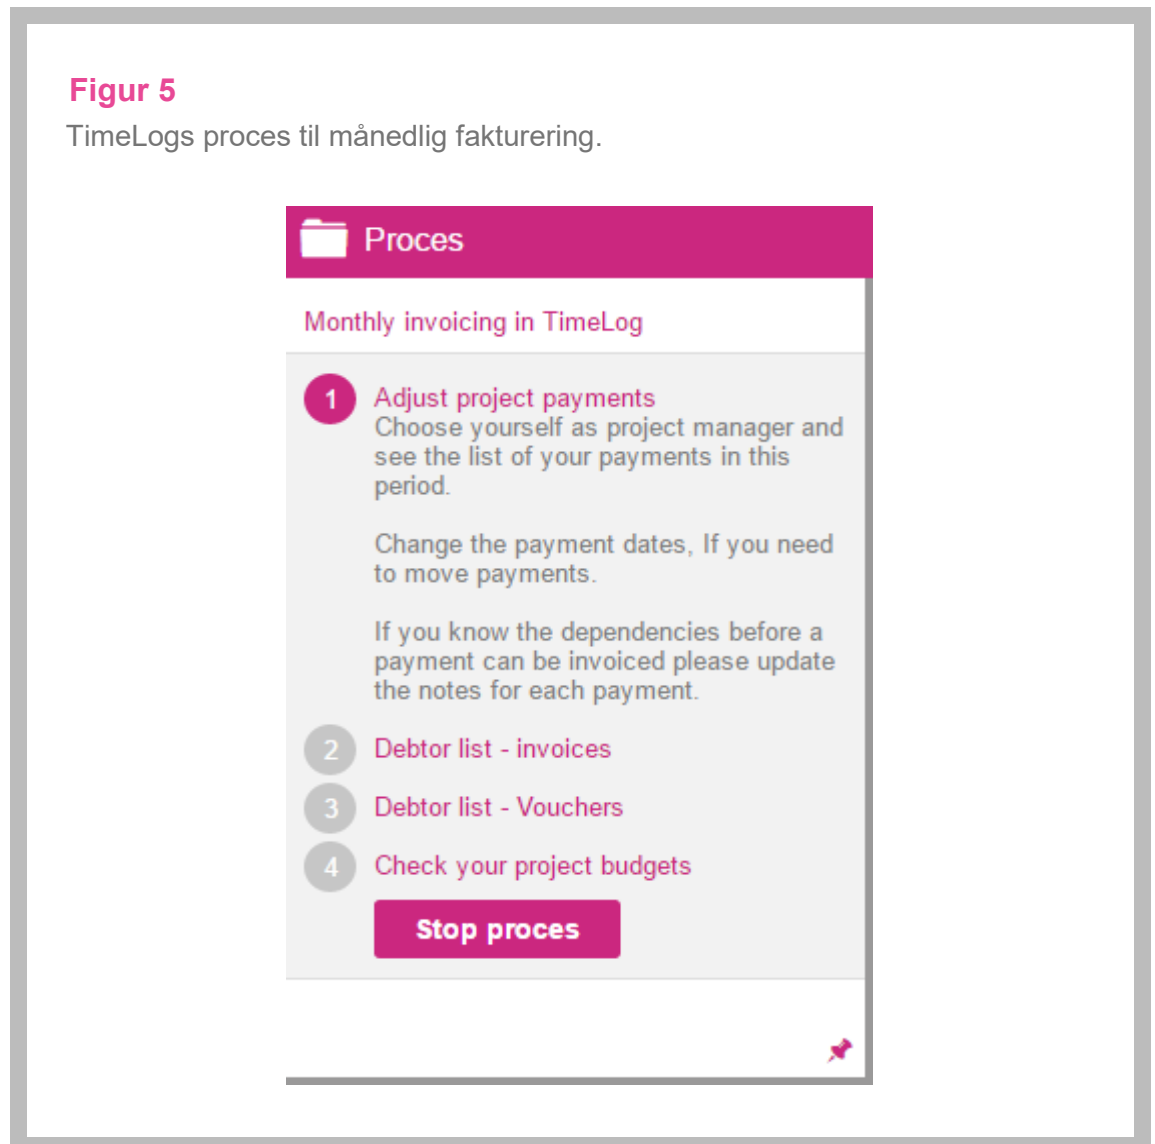 Figur 5
TimeLogs proces til månedlig fakturering.
Proces
Monthly invoicing in TimeLog
1 Adjust project payments
Choose yourself as project manager and
see the list of your payments in this
period.
Change the payment dates, If you need
to move payments.
If you know the dependencies before a
payment can be invoiced please update
the notes for each payment.
2 Debtor list - invoices
3 Debtor list - Vouchers
4 Check your project budgets
Stop proces